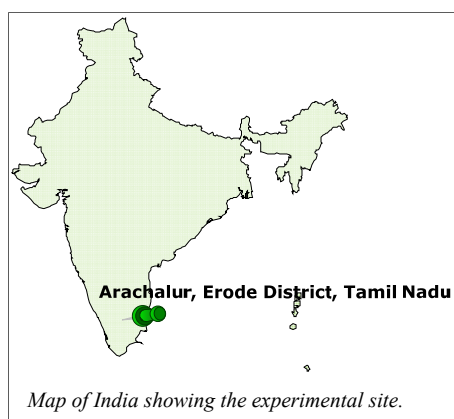 Arachalur, Erode District, Tamil Nadu
Map of India showing the experimental site.